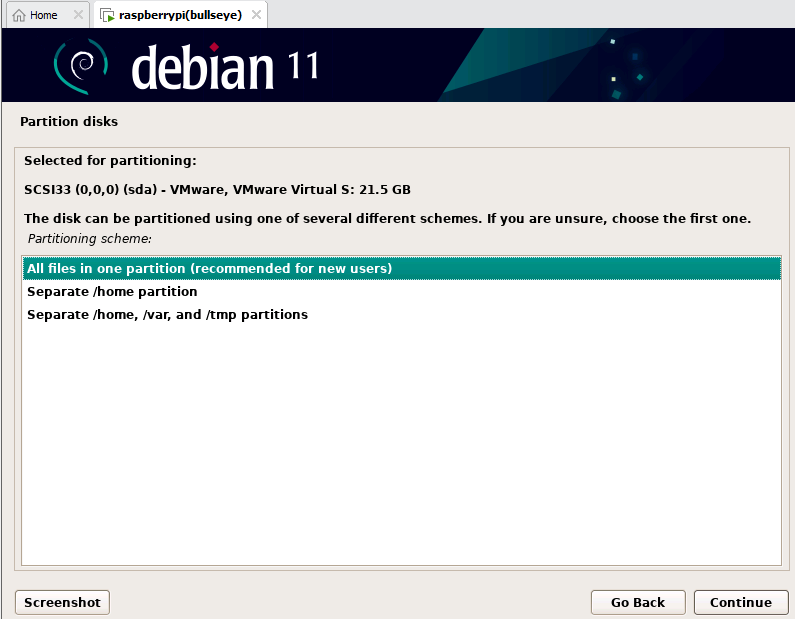 Home
raspberrypi(bullseye)
debian 11
Partition disks
Selected for partitioning:
SCSI33 (0,0,0) (sda) - VMware, VMware Virtual S: 21.5 GB
The disk can be partitioned using one of several different schemes. If you are unsure, choose the first one.
Partitioning scheme:
All files in one partition (recommended for new users)
Separate /home partition
Separate /home, /var, and /tmp partitions
Screenshot
Go Back
Continue